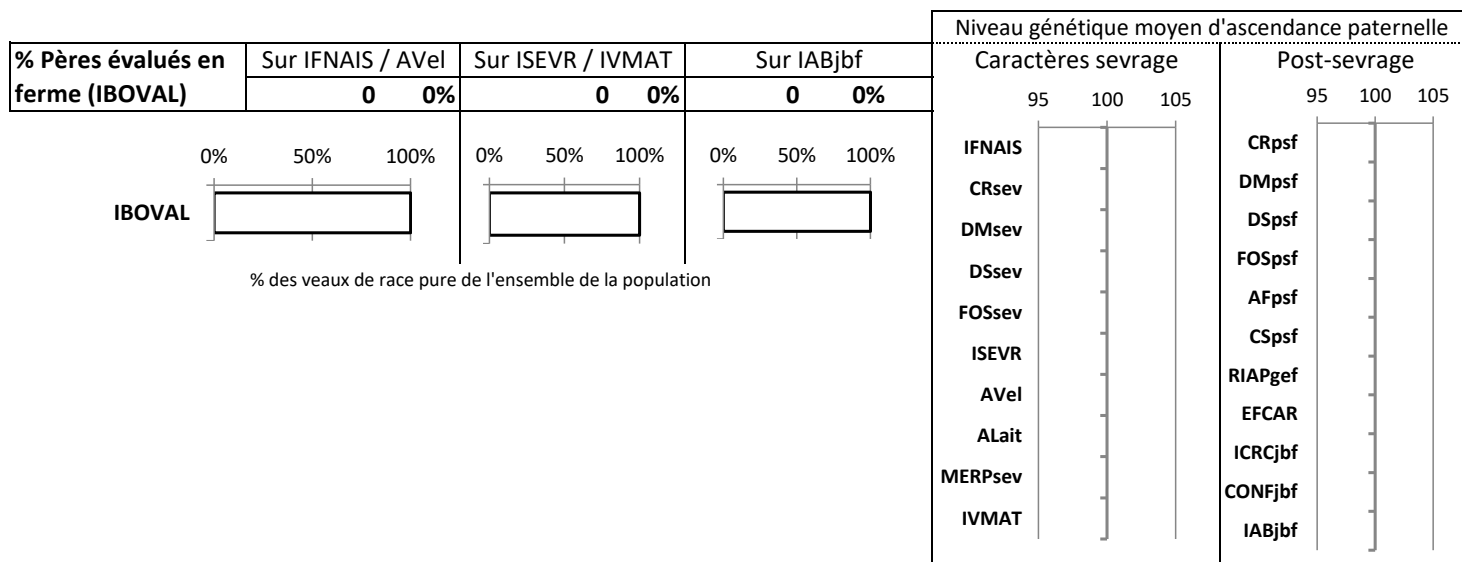 Niveau génétique moyen d'ascendance paternelle
% Pères évalués en ferme (IBOVAL)
Sur IFNAIS / AVel
Sur ISEVR / IVMAT
Sur IABjbf
0 0%
0 0%
0 0%
0% 50% 100%
0% 50% 100%
0% 50% 100%
IBOVAL
% des veaux de race pure de l'ensemble de la population
Caractères sevrage
95 100 105
IFNAIS
CRsev
DMsev
DSsev
FOSsev
ISEVR
AVel
ALait
MERPsev
IVMAT
Post-sevrage
95 100 105
CRpsf
DMpsf
DSpsf
FOSpsf
AFpsf
CSpsf
RIAPgef
EFCAR
ICRCjbf
CONFjbf
IABjbf